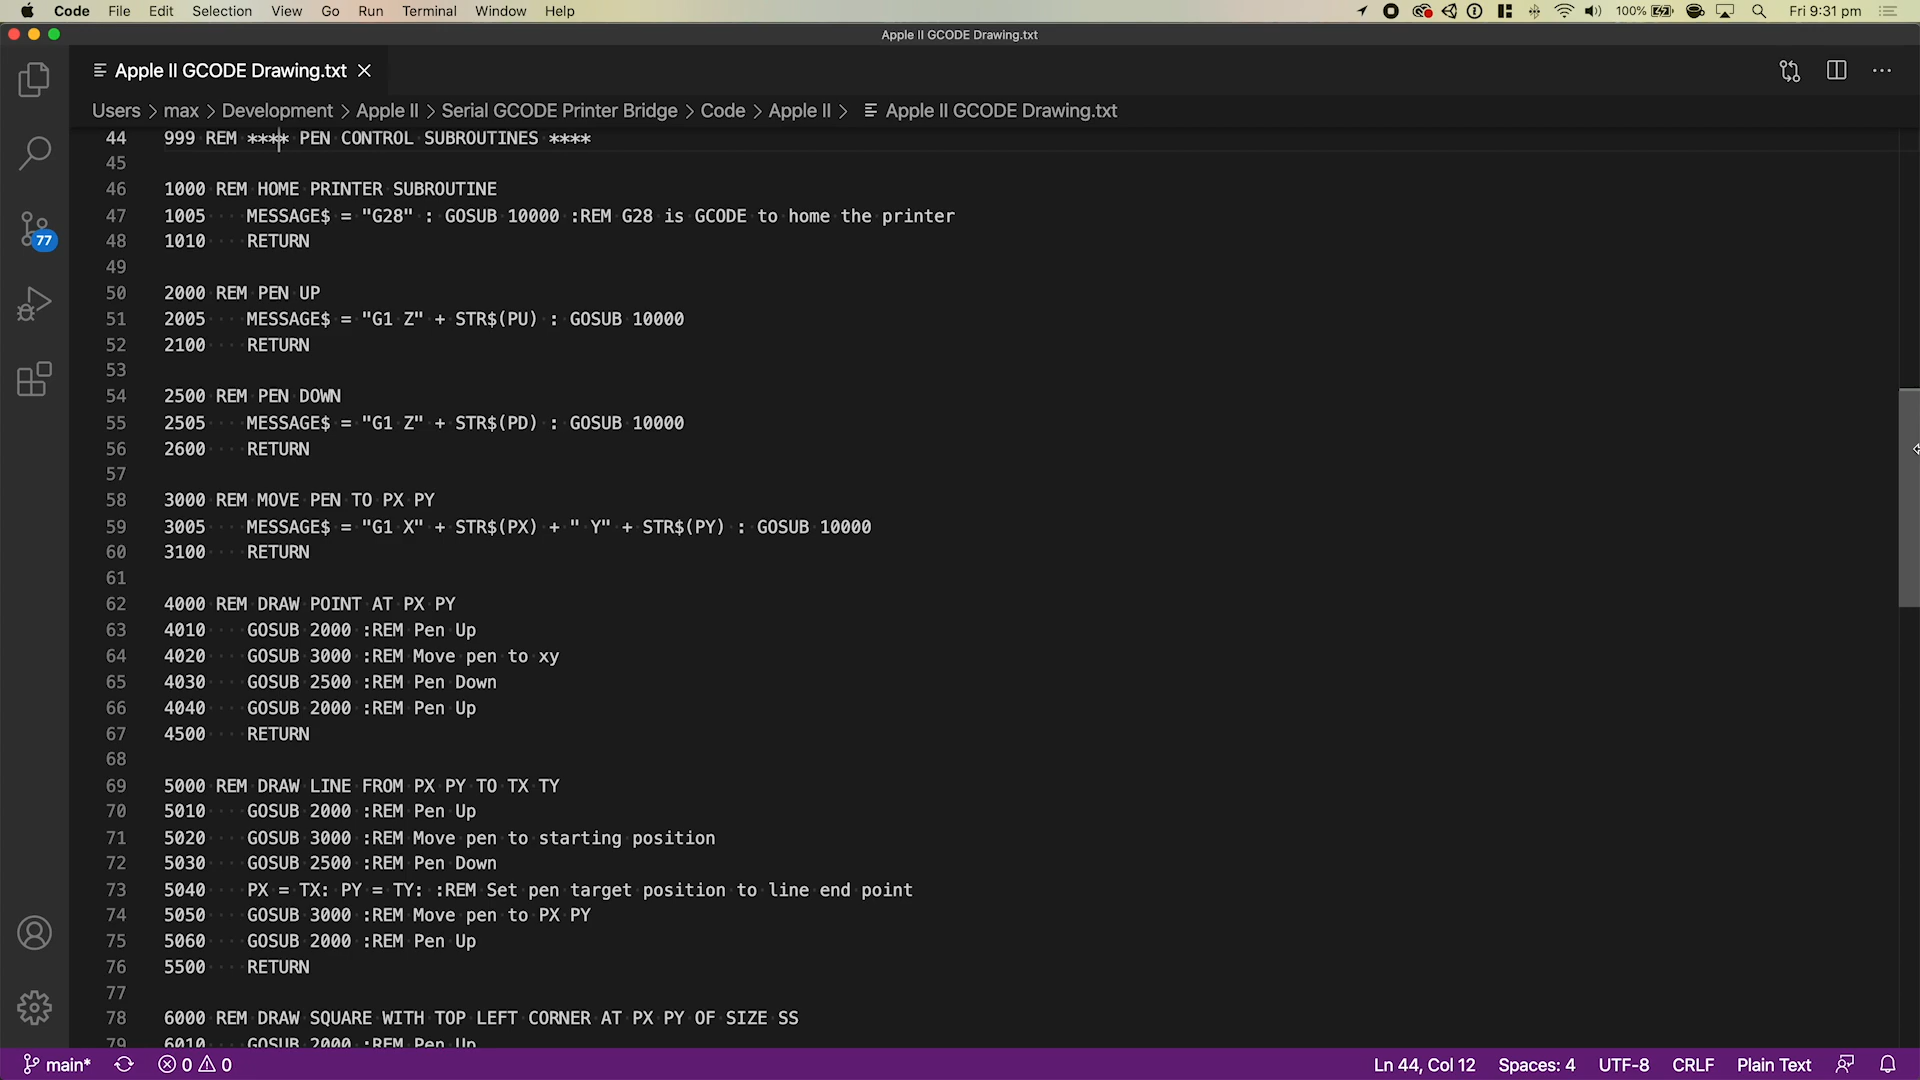 Code File Edit Selection View Go Run Terminal Window Help 100% Fri 9:31 pm
Apple II GCODE Drawing.txt
Apple II GCODE Drawing.txt
Users > max > Development > Apple II > Serial GCODE Printer Bridge > Code > Apple II > Apple II GCODE Drawing.txt
44 999 REM **** PEN CONTROL SUBROUTINES ****
45
46 1000 REM HOME PRINTER SUBROUTINE
47 1005 MESSAGE$ = "G28" : GOSUB 10000 :REM G28 is GCODE to home the printer
48 1010 RETURN
49
50 2000 REM PEN UP
51 2005 MESSAGE$ = "G1 Z" + STR$(PU) : GOSUB 10000
52 2100 RETURN
53
54 2500 REM PEN DOWN
55 2505 MESSAGE$ = "G1 Z" + STR$(PD) : GOSUB 10000
56 2600 RETURN
57
58 3000 REM MOVE PEN TO PX PY
59 3005 MESSAGE$ = "G1 X" + STR$(PX) + " Y" + STR$(PY) : GOSUB 10000
60 3100 RETURN
61
62 4000 REM DRAW POINT AT PX PY
63 4010 GOSUB 2000 :REM Pen Up
64 4020 GOSUB 3000 :REM Move pen to xy
65 4030 GOSUB 2500 :REM Pen Down
66 4040 GOSUB 2000 :REM Pen Up
67 4500 RETURN
68
69 5000 REM DRAW LINE FROM PX PY TO TX TY
70 5010 GOSUB 2000 :REM Pen Up
71 5020 GOSUB 3000 :REM Move pen to starting position
72 5030 GOSUB 2500 :REM Pen Down
73 5040 PX = TX: PY = TY: :REM Set pen target position to line end point
74 5050 GOSUB 3000 :REM Move pen to PX PY
75 5060 GOSUB 2000 :REM Pen Up
76 5500 RETURN
77
78 6000 REM DRAW SQUARE WITH TOP LEFT CORNER AT PX PY OF SIZE SS
79 6010 GOSUB 2000 :REM Pen Up
77
main* 0 0 Ln 44, Col 12 Spaces: 4 UTF-8 CRLF Plain Text